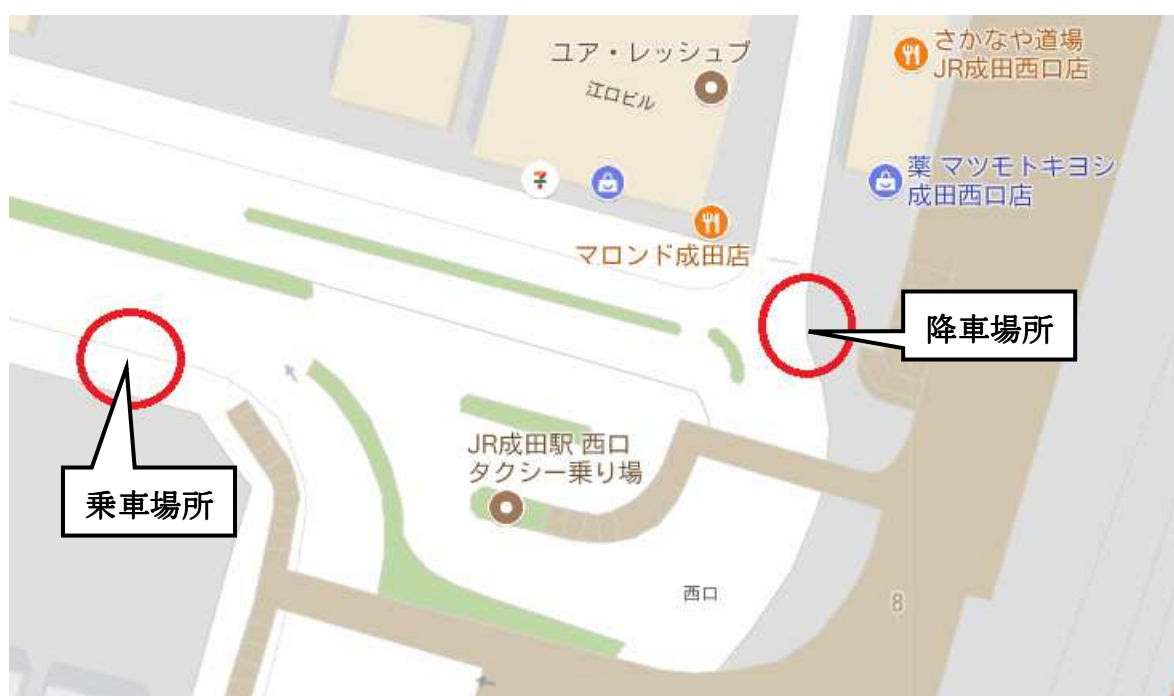 ユア・レッシュブ
江口ビル
さかなや道場
JR成田西口店
薬 マツモトキヨシ
成田西口店
マロンド成田店
降車場所
JR成田駅 西口
タクシー乗り場
乗車場所
西口
8